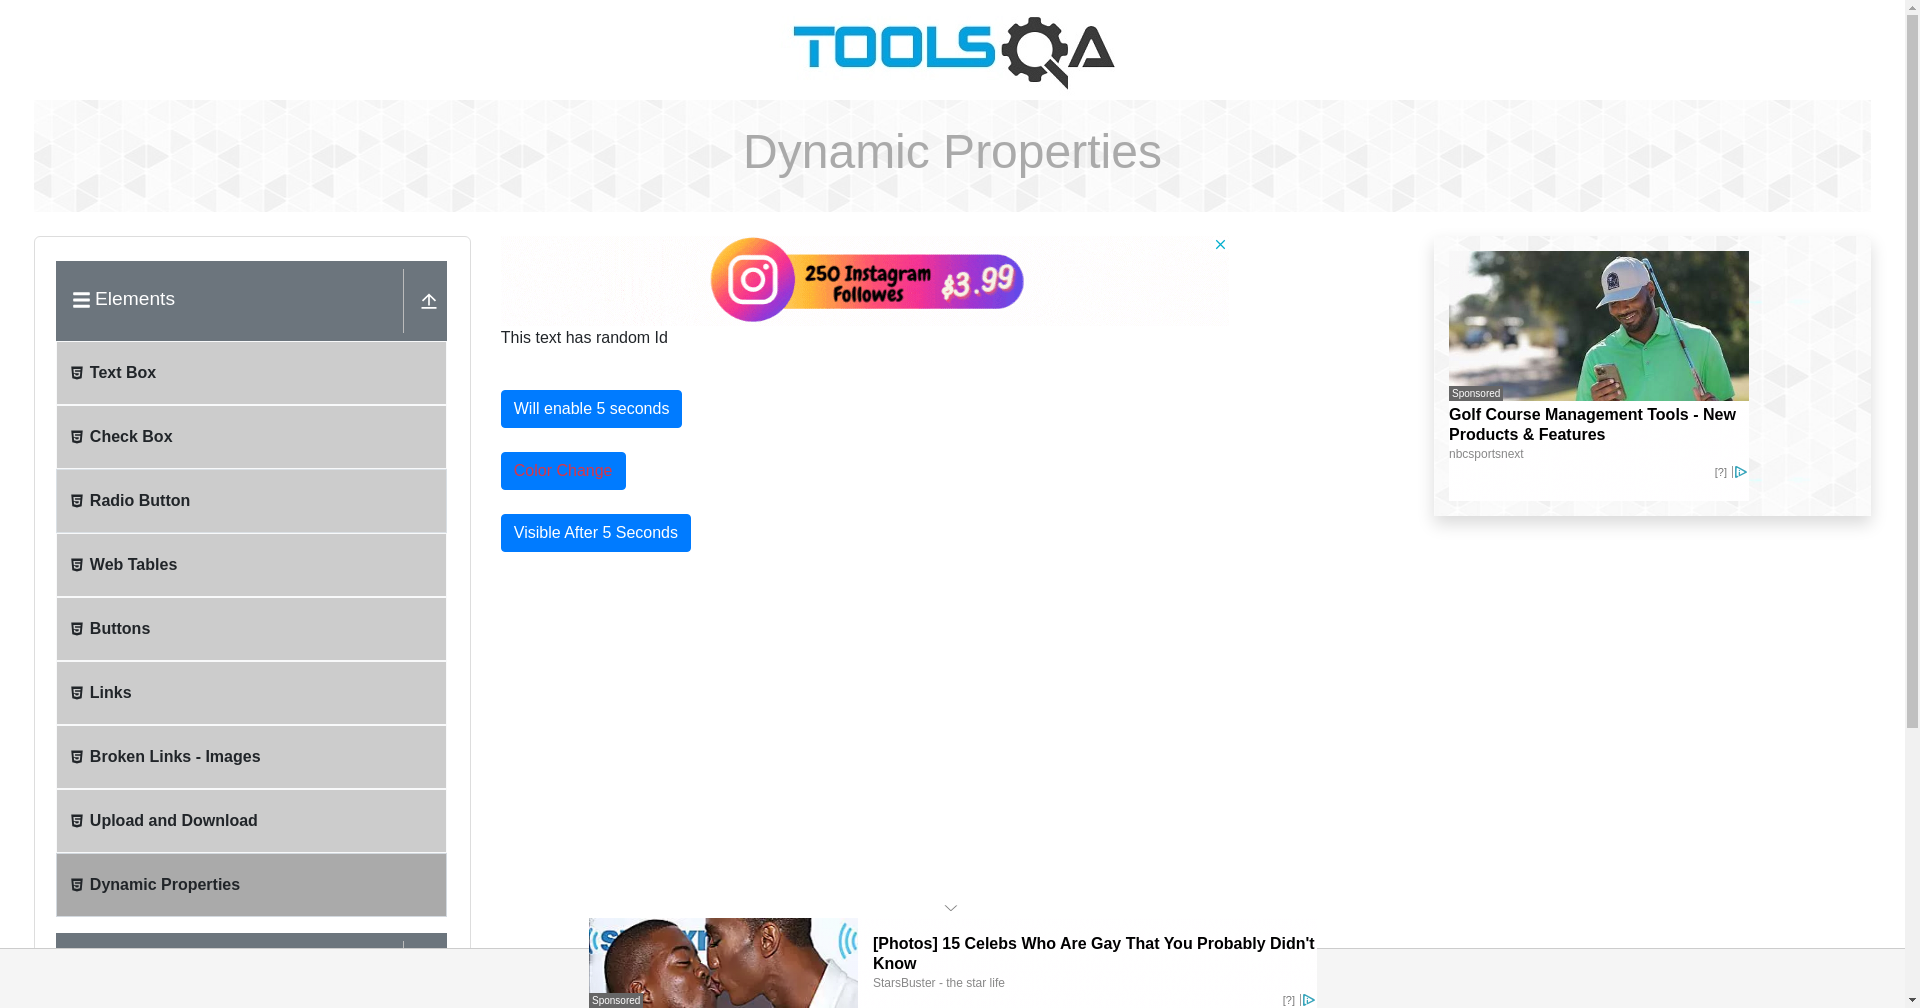 TOOLSQA
Dynamic Properties
Elements
Text Box
Check Box
Radio Button
Web Tables
Buttons
Links
Broken Links - Images
Upload and Download
Dynamic Properties
250 Instagram
Followes
$3.99
This text has random Id
Will enable 5 seconds
Color Change
Visible After 5 Seconds
Sponsored
Golf Course Management Tools - New
Products & Features
nbcsportsnext
[?]
[Photos] 15 Celebs Who Are Gay That You Probably Didn't
Know
StarsBuster - the star life
Sponsored
[?]